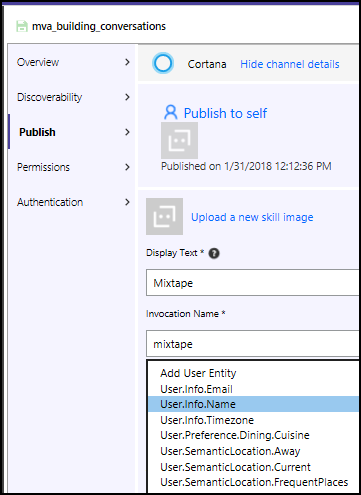 mva_building_conversations
Overview
Discoverability
Publish
Permissions
Authentication
Cortana Hide channel details
Publish to self
Published on 1/31/2018 12:12:36 PM
Upload a new skill image
Display Text * ?
Mixtape
Invocation Name *
mixtape
Add User Entity
User.Info.Email
User.Info.Name
User.Info.Timezone
User.Preference.Dining.Cuisine
User.SemanticLocation.Away
User.SemanticLocation.Current
User.SemanticLocation.FrequentPlaces